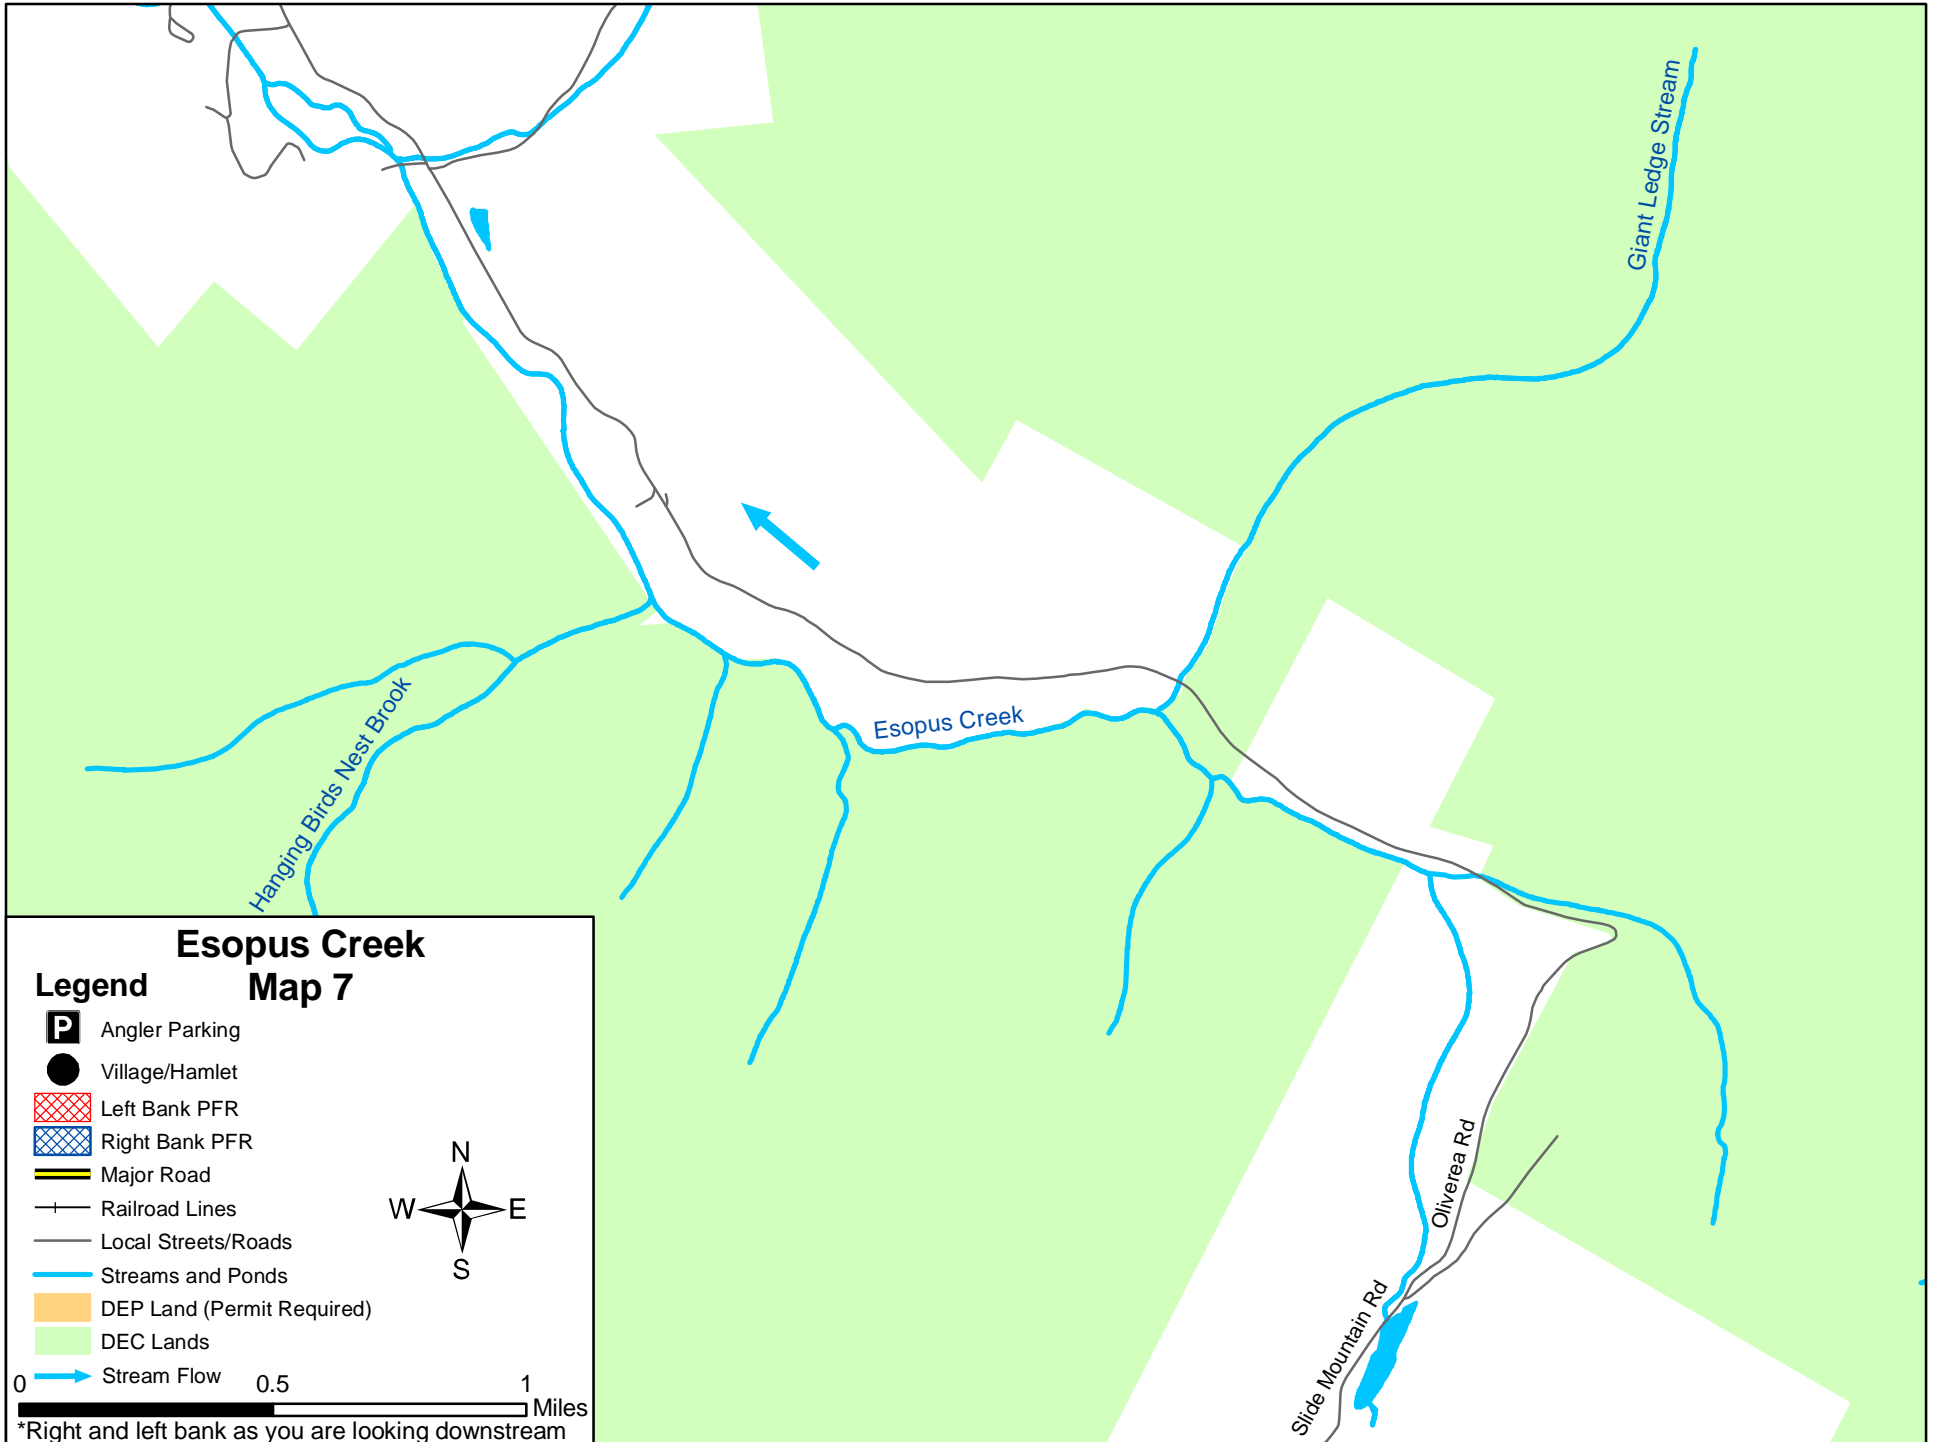 Giant Ledge Stream
Esopus Creek
Hanging Birds Nest Brook
Oliverea Rd
Slide Mountain Rd
Esopus Creek
Map 7
Legend
P Angler Parking
Village/Hamlet
Left Bank PFR
Right Bank PFR
Major Road
Railroad Lines
Local Streets/Roads
Streams and Ponds
DEP Land (Permit Required)
DEC Lands
Stream Flow
N
W E
S
0 0.5 1
Miles
*Right and left bank as you are looking downstream